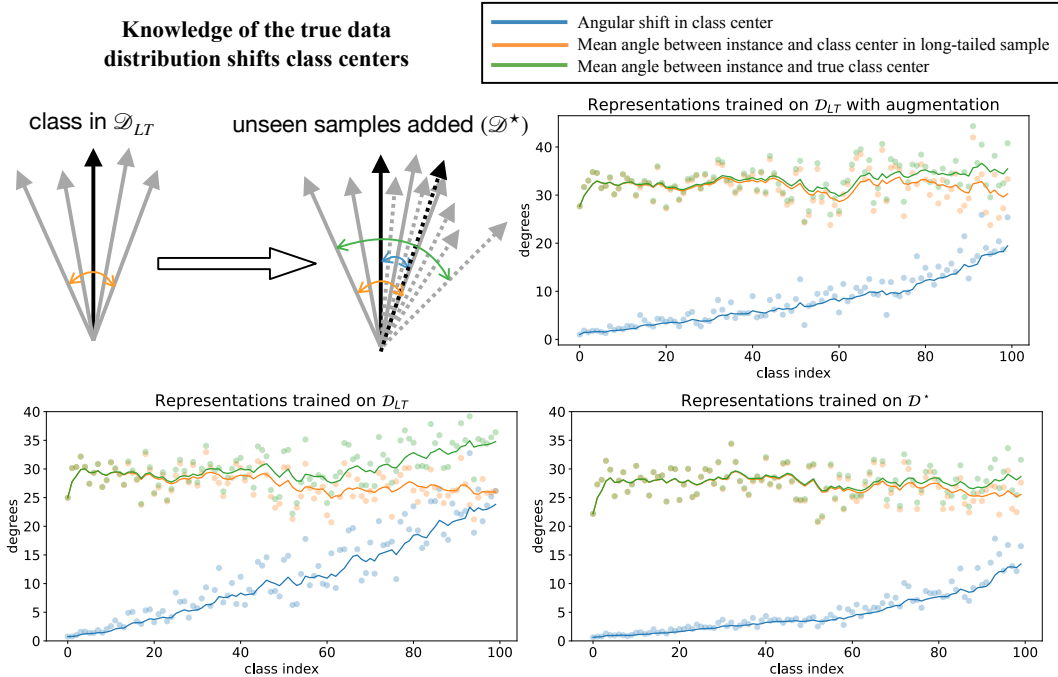 Knowledge of the true data
distribution shifts class centers
Angular shift in class center
Mean angle between instance and class center in long-tailed sample
Mean angle between instance and true class center
class in 𝒟_LT
unseen samples added (𝒟⋆)
Representations trained on 𝒟_LT with augmentation
degrees
40
30
20
10
0
0 20 40 60 80 100
class index
Representations trained on 𝒟_LT
degrees
40
35
30
25
20
15
10
5
0
0 20 40 60 80 100
class index
Representations trained on 𝒟⋆
degrees
40
35
30
25
20
15
10
5
0
0 20 40 60 80 100
class index